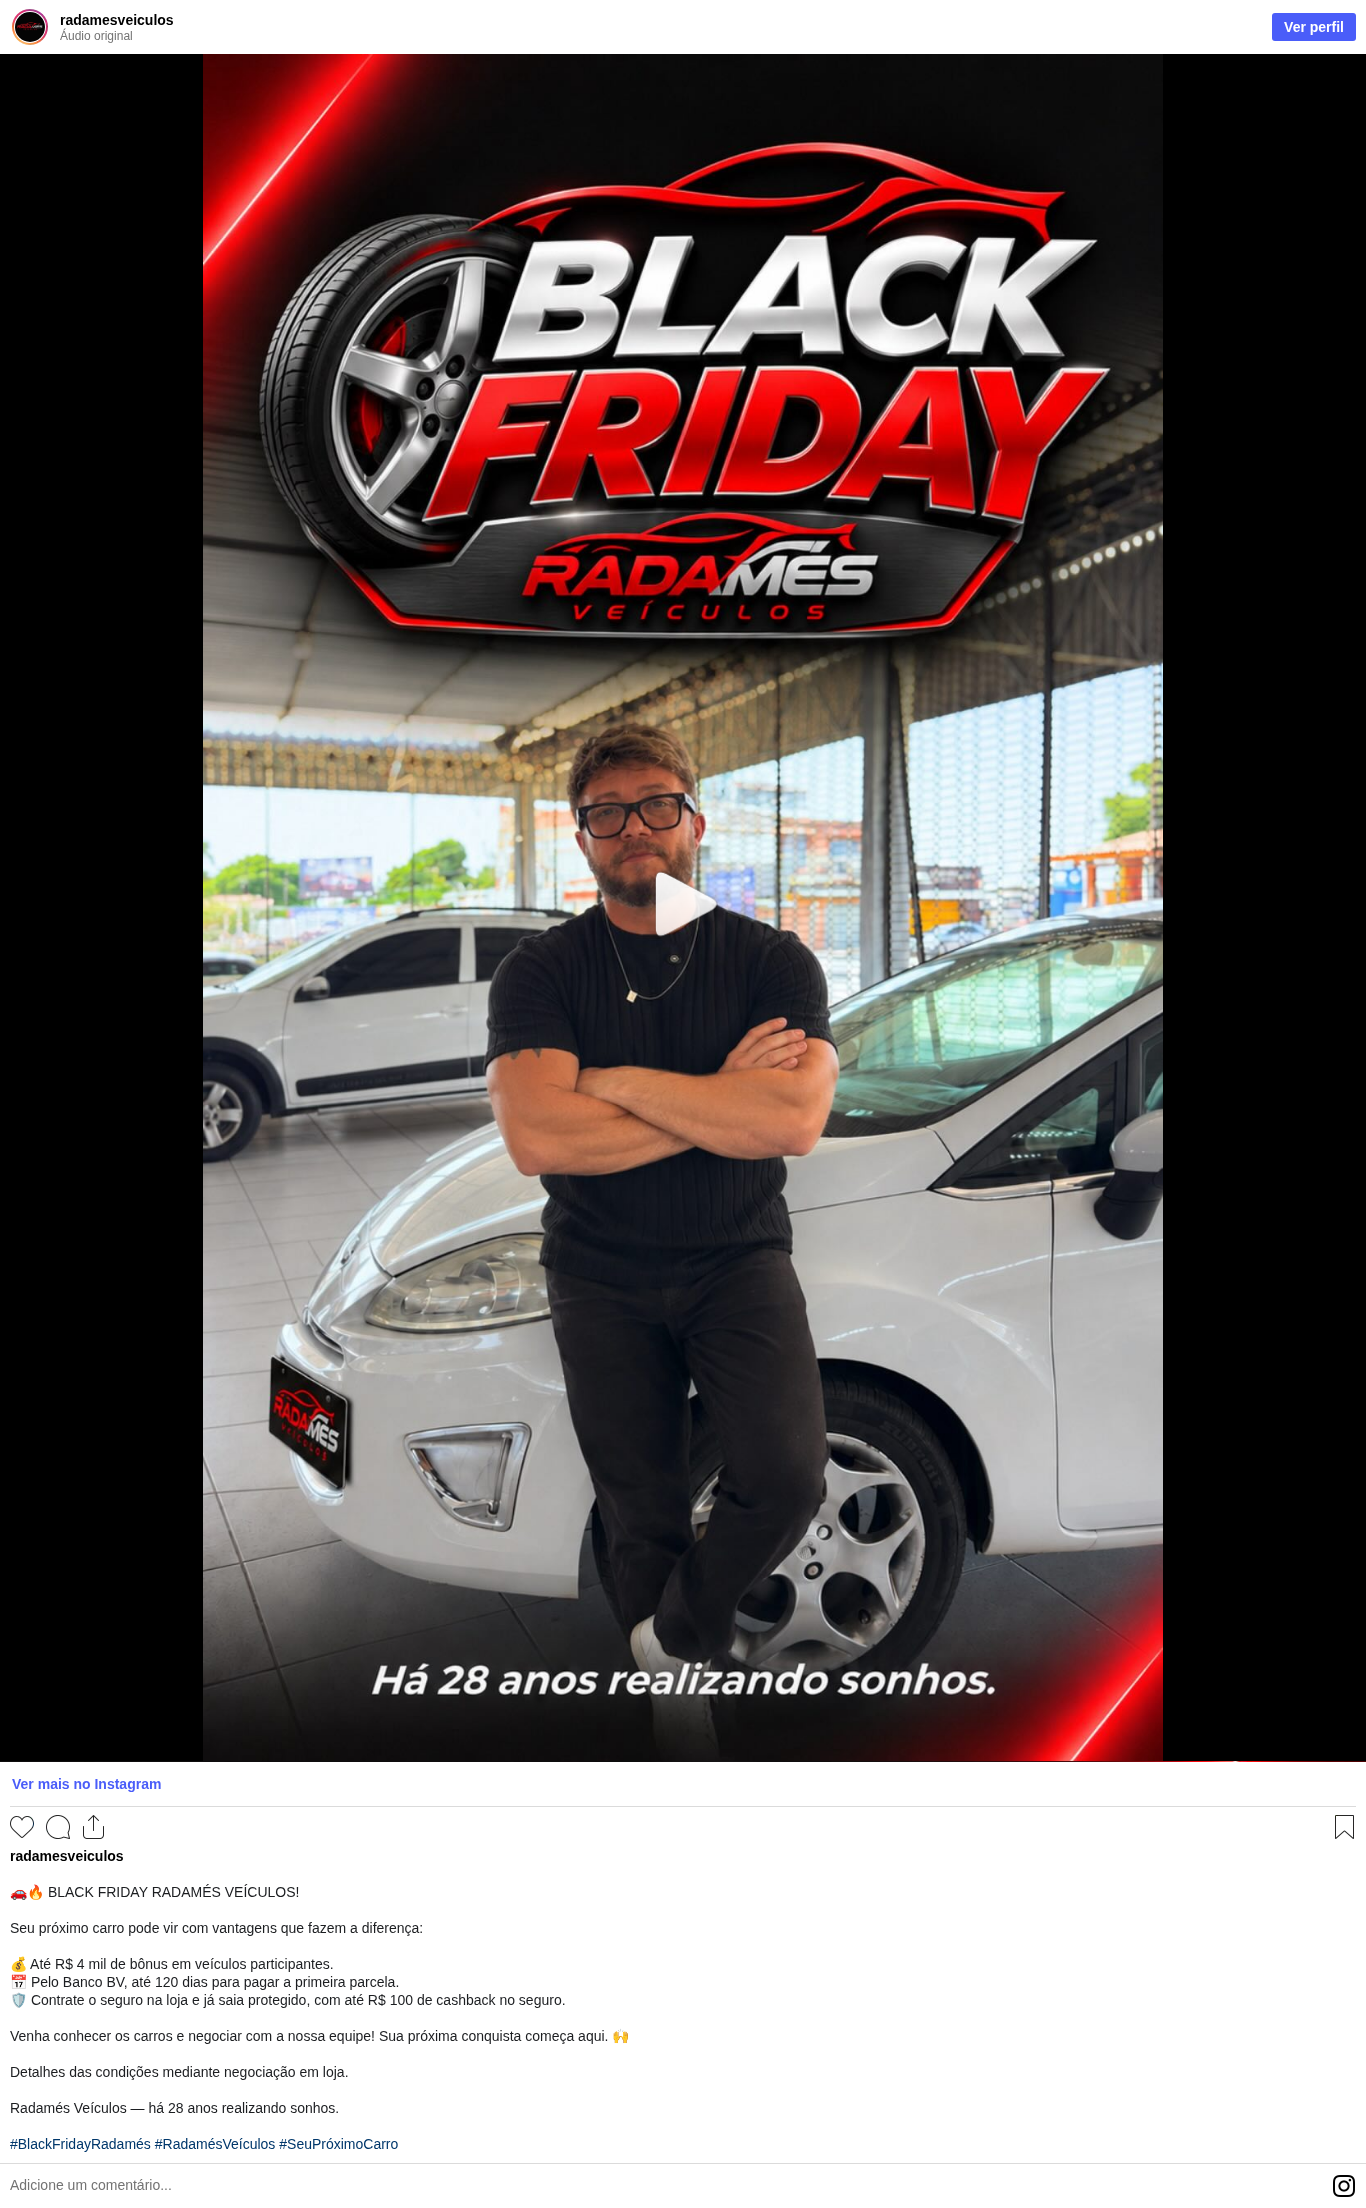 radamesveiculos
Áudio original
Ver perfil
BLACK
FRIDAY
RADAMÉS
VEÍCULOS
RADAMÉS
VEÍCULOS
Há 28 anos realizando sonhos.
Ver mais no Instagram
radamesveiculos
🚗🔥 BLACK FRIDAY RADAMÉS VEÍCULOS!
Seu próximo carro pode vir com vantagens que fazem a diferença:
💰 Até R$ 4 mil de bônus em veículos participantes.
📅 Pelo Banco BV, até 120 dias para pagar a primeira parcela.
🛡️ Contrate o seguro na loja e já saia protegido, com até R$ 100 de cashback no seguro.
Venha conhecer os carros e negociar com a nossa equipe! Sua próxima conquista começa aqui. 🙌
Detalhes das condições mediante negociação em loja.
Radamés Veículos — há 28 anos realizando sonhos.
#BlackFridayRadamés #RadamésVeículos #SeuPróximoCarro
Adicione um comentário...